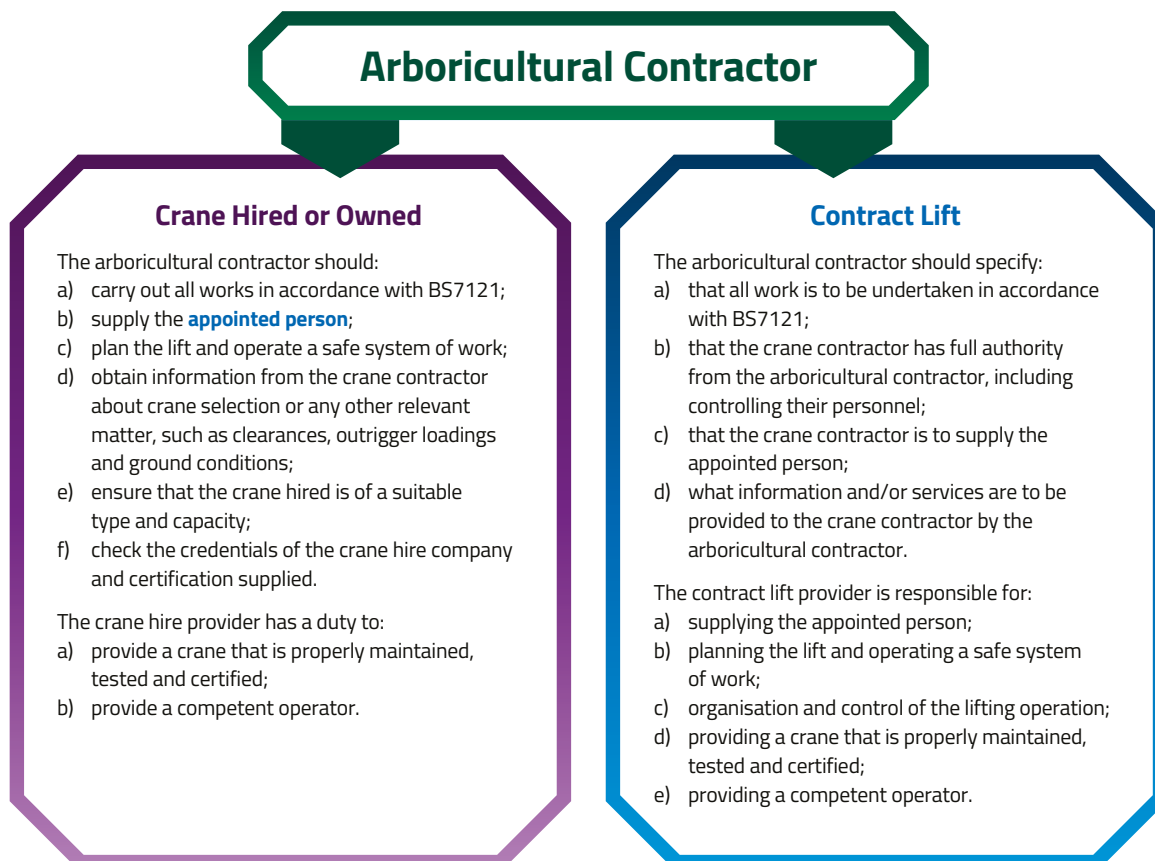 Arboricultural Contractor
Crane Hired or Owned
The arboricultural contractor should:
a) carry out all works in accordance with BS7121;
b) supply the appointed person;
c) plan the lift and operate a safe system of work;
d) obtain information from the crane contractor
about crane selection or any other relevant
matter, such as clearances, outrigger loadings
and ground conditions;
e) ensure that the crane hired is of a suitable
type and capacity;
f) check the credentials of the crane hire company
and certification supplied.
The crane hire provider has a duty to:
a) provide a crane that is properly maintained,
tested and certified;
b) provide a competent operator.
Contract Lift
The arboricultural contractor should specify:
a) that all work is to be undertaken in accordance
with BS7121;
b) that the crane contractor has full authority
from the arboricultural contractor, including
controlling their personnel;
c) that the crane contractor is to supply the
appointed person;
d) what information and/or services are to be
provided to the crane contractor by the
arboricultural contractor.
The contract lift provider is responsible for:
a) supplying the appointed person;
b) planning the lift and operating a safe system
of work;
c) organisation and control of the lifting operation;
d) providing a crane that is properly maintained,
tested and certified;
e) providing a competent operator.